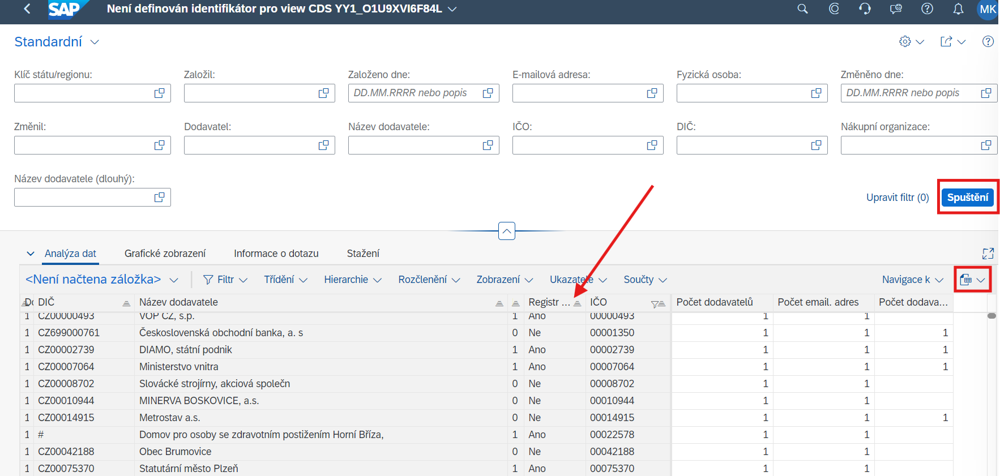 SAP Není definován identifikátor pro view CDS YY1_O1U9XVI6F84L MK
Standardní
Klíč státu/regionu: Založil: Založeno dne: E-mailová adresa: Fyzická osoba: Změněno dne:
DD.MM.RRRR nebo popis DD.MM.RRRR nebo popis
Změnil: Dodavatel: Název dodavatele: IČO: DIČ: Nákupní organizace:
Název dodavatele (dlouhý):
Upravit filtr (0) Spuštění
Analýza dat Grafické zobrazení Informace o dotazu Stažení
<Není načtena záložka> Filtr Třídění Hierarchie Rozčlenění Zobrazení Ukazatele Součty Navigace k
DIČ Název dodavatele Registr ... IČO Počet dodavatelů Počet email. adres Počet dodava...
1 CZ00000493 VOP CZ, s.p. 1 Ano 00000493 1 1
1 CZ699000761 Československá obchodní banka, a. s 0 Ne 00001350 1 1 1
1 CZ00002739 DIAMO, státní podnik 1 Ano 00002739 1 1 1
1 CZ00007064 Ministerstvo vnitra 1 Ano 00007064 1 1 1
1 CZ00008702 Slovácké strojírny, akciová společn 0 Ne 00008702 1 1
1 CZ00010944 MINERVA BOSKOVICE, a.s. 0 Ne 00010944 1 1
1 CZ00014915 Metrostav a.s. 0 Ne 00014915 1 1 1
1 # Domov pro osoby se zdravotním postižením Horní Bříza, 1 Ano 00022578 1 1
1 CZ00042188 Obec Brumovice 0 Ne 00042188 1 1
1 CZ00075370 Statutární město Plzeň 1 Ano 00075370 1 1